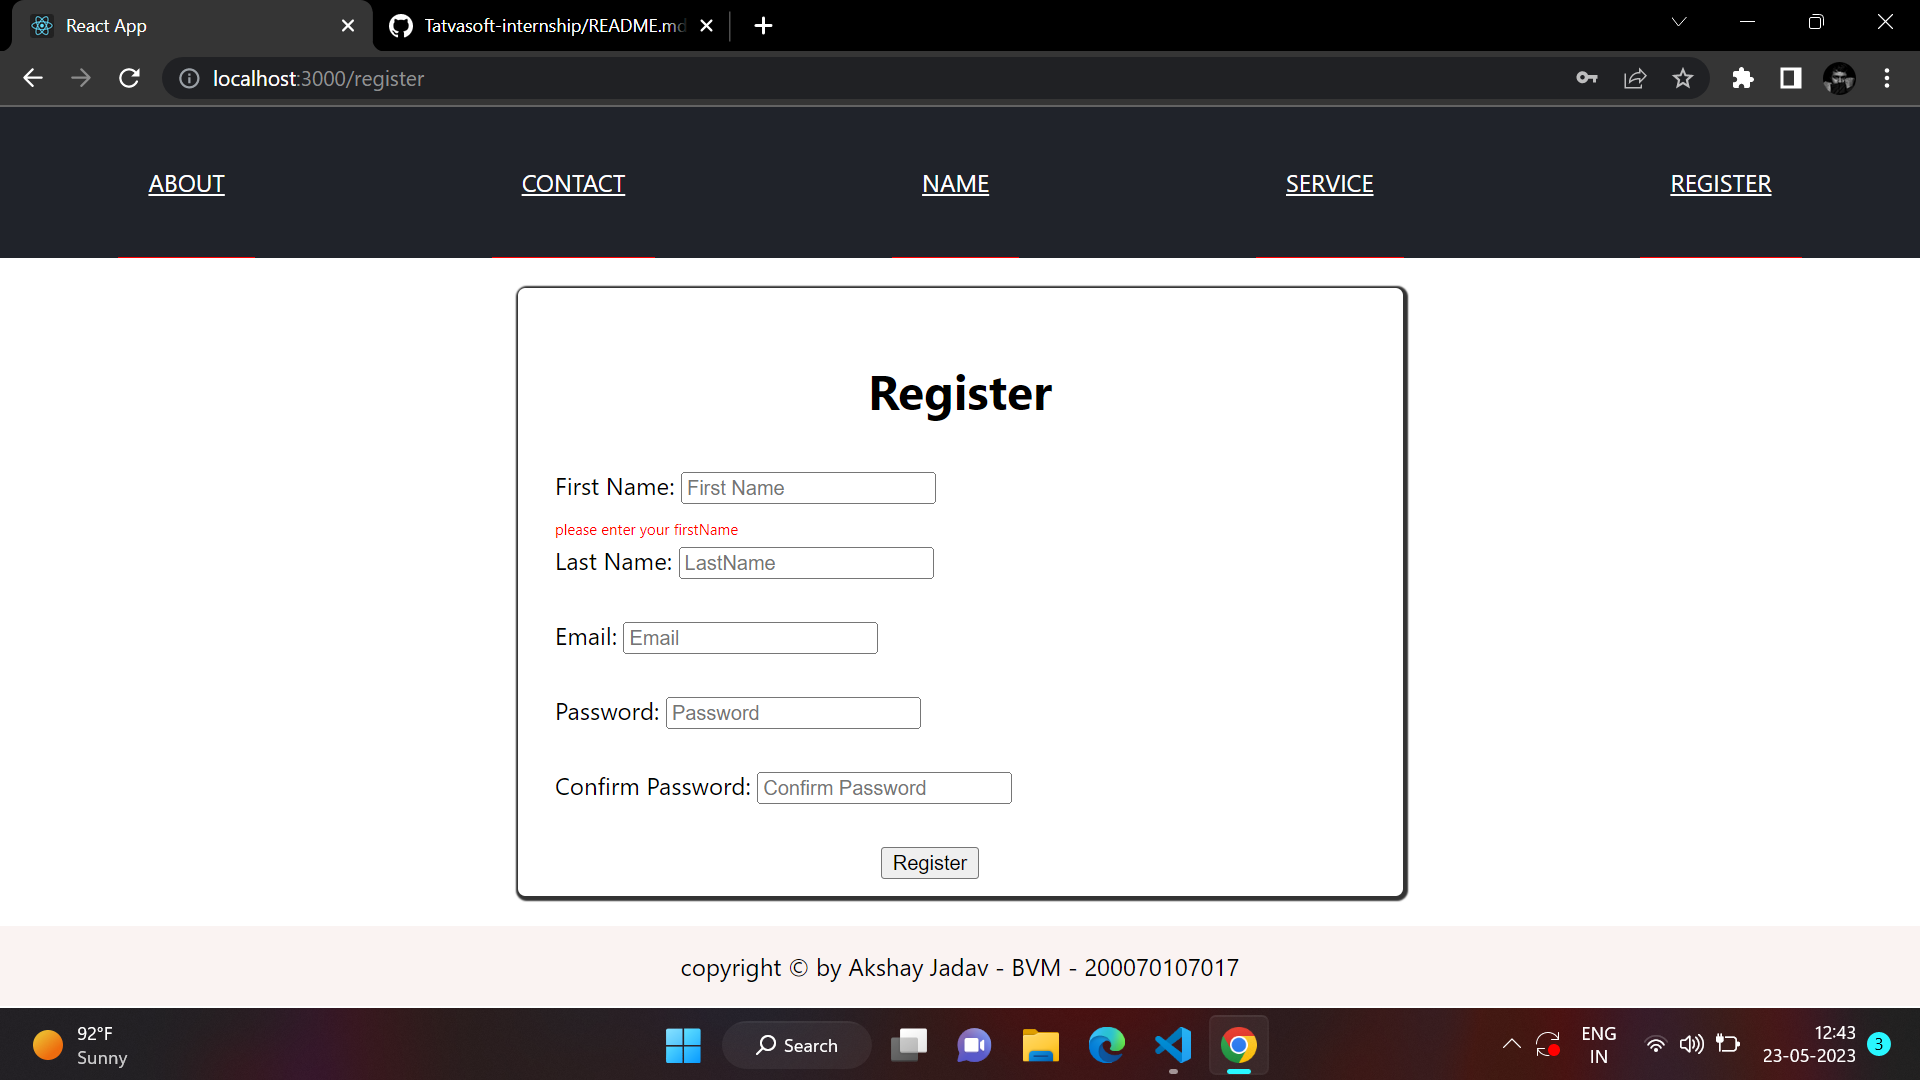 React App
Tatvasoft-internship/README.md
localhost:3000/register
ABOUT CONTACT NAME SERVICE REGISTER
Register
First Name: First Name
please enter your firstName
Last Name: LastName
Email: Email
Password: Password
Confirm Password: Confirm Password
Register
copyright © by Akshay Jadav - BVM - 200070107017
92°F
Sunny
Search
ENG
IN
12:43
23-05-2023
3